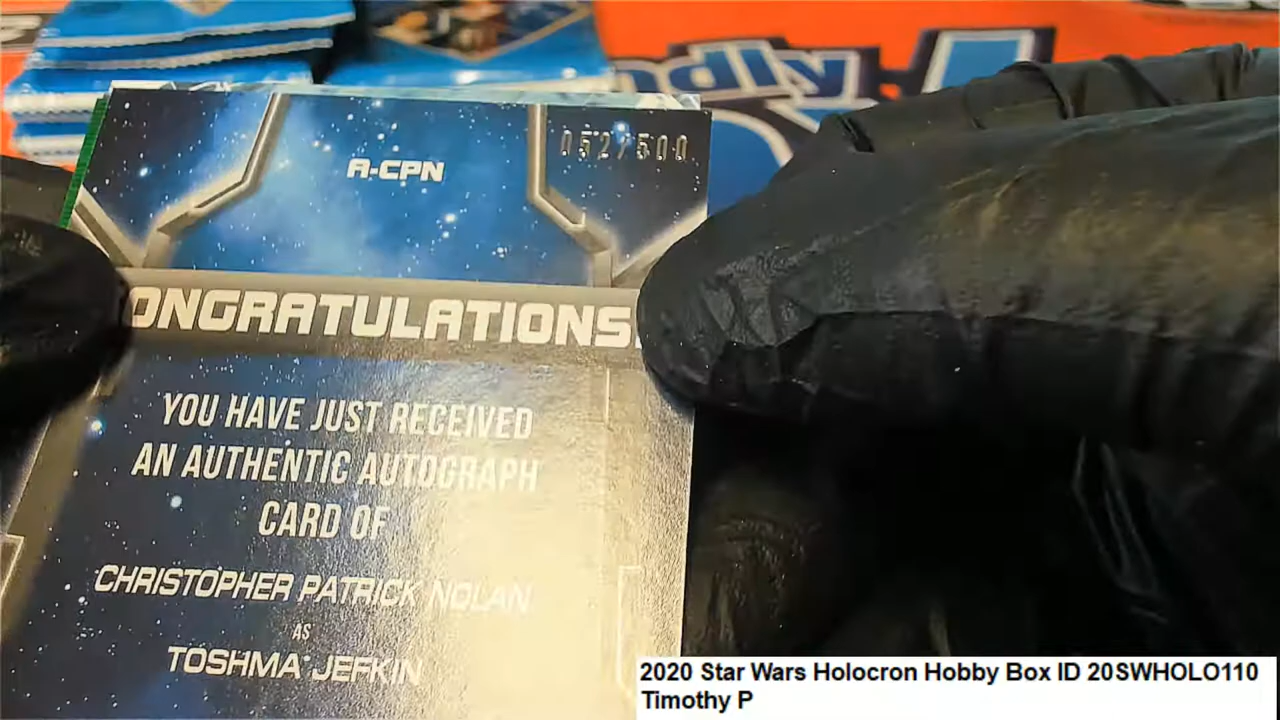 ndly
052/500
A-CPN
ONGRATULATIONS
YOU HAVE JUST RECEIVED
AN AUTHENTIC AUTOGRAPH
CARD OF
CHRISTOPHER PATRICK NOLAN
AS
TOSHMA JEFKIN
2020 Star Wars Holocron Hobby Box ID 20SWHOLO110
Timothy P